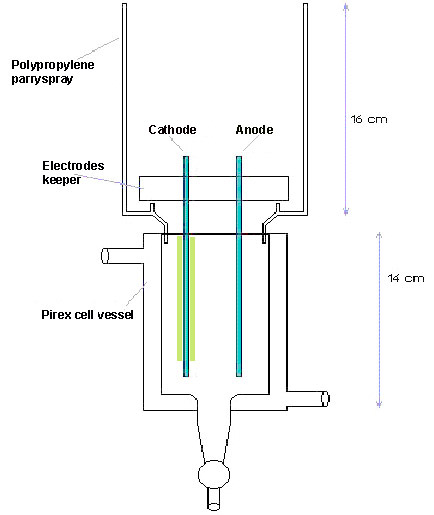 Polypropylene
parryspray
16 cm
Cathode
Anode
Electrodes
keeper
14 cm
Pirex cell vessel